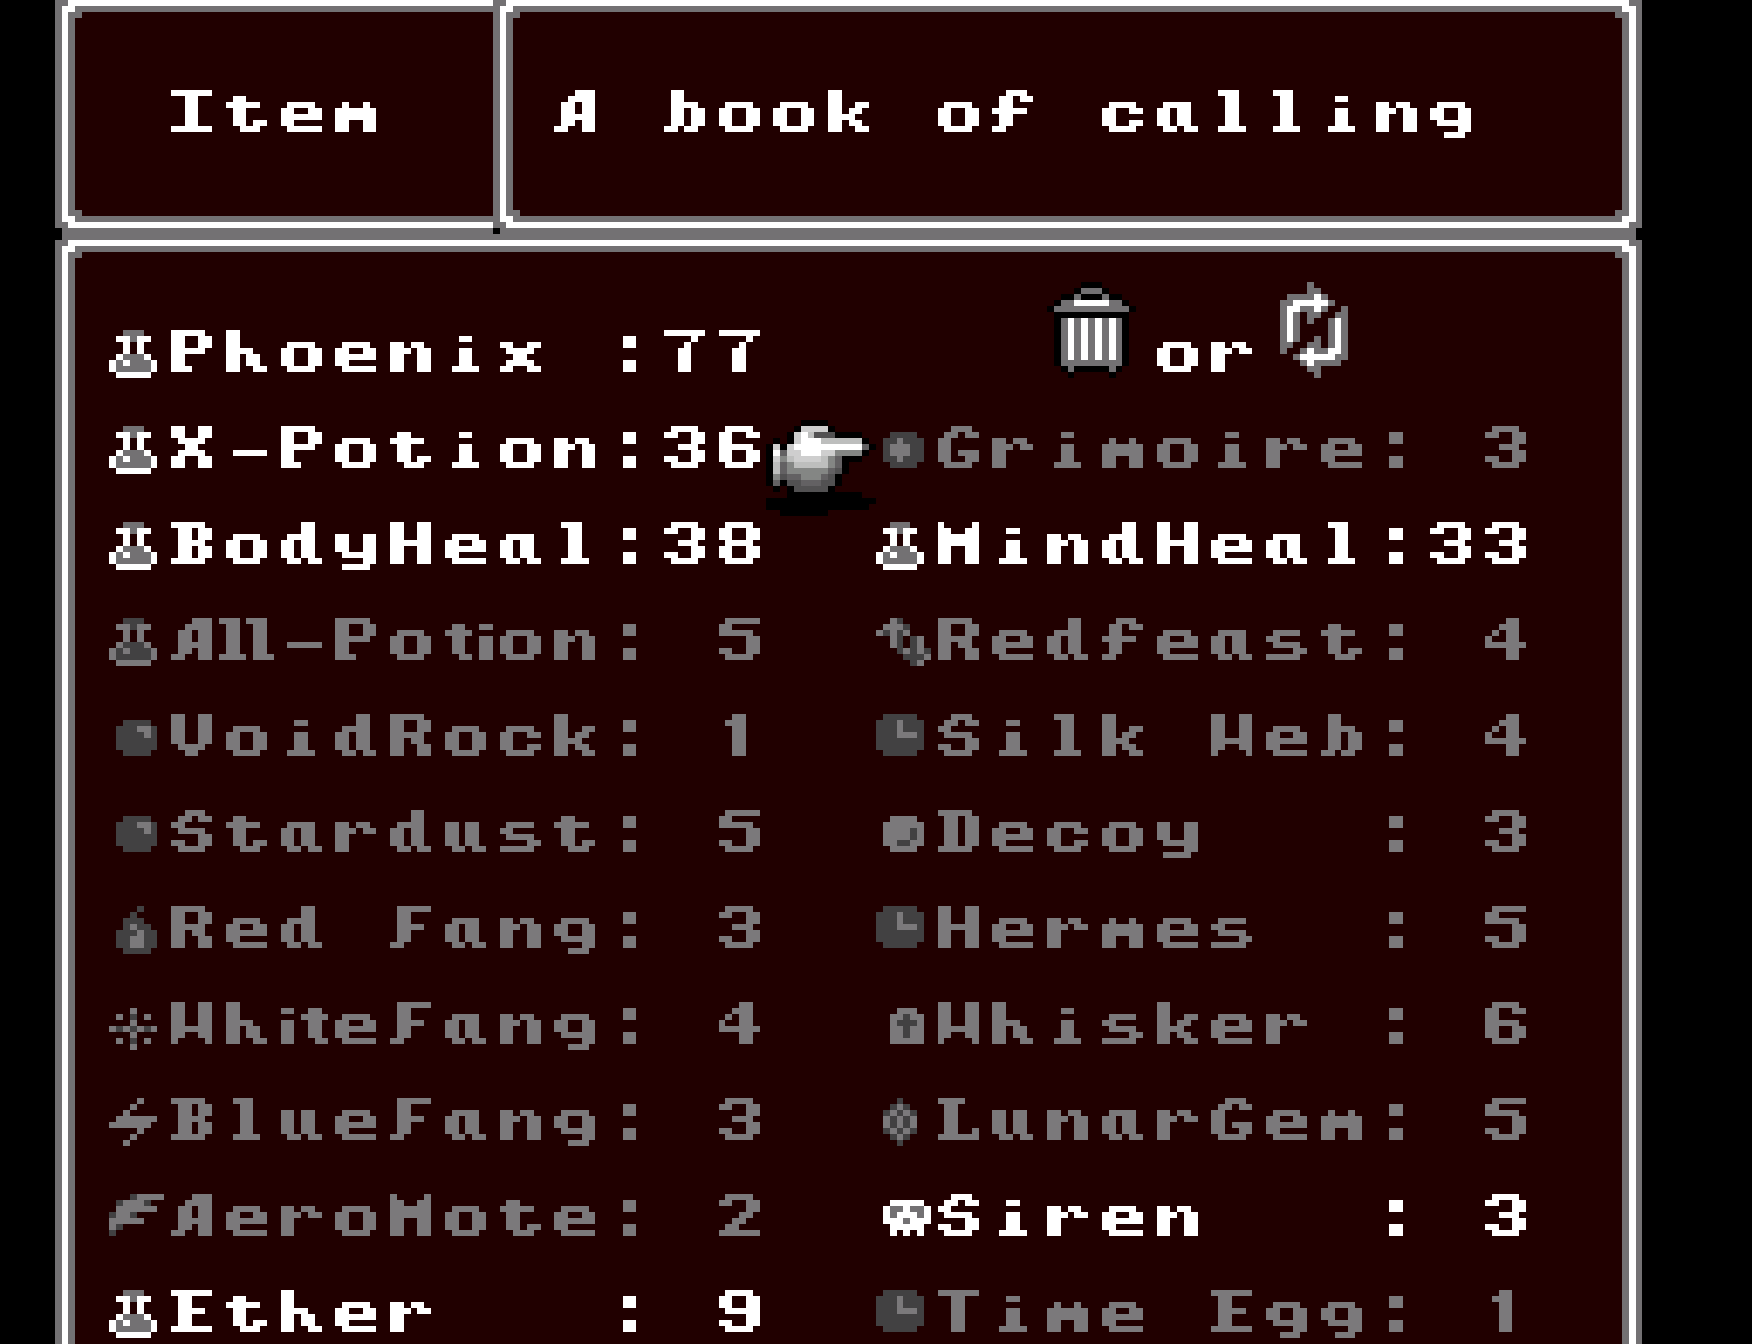 Item A book of calling
Phoenix :77 or
X-Potion:36 Grimoire: 3
BodyHeal:38 MindHeal:33
All-Potion: 5 Redfeast: 4
VoidRock: 1 Silk Web: 4
Stardust: 5 Decoy : 3
Red Fang: 3 Hermes : 5
WhiteFang: 4 Whisker : 6
BlueFang: 3 LunarGem: 5
AeroMote: 2 Siren : 3
Ether : 9 Time Egg: 1